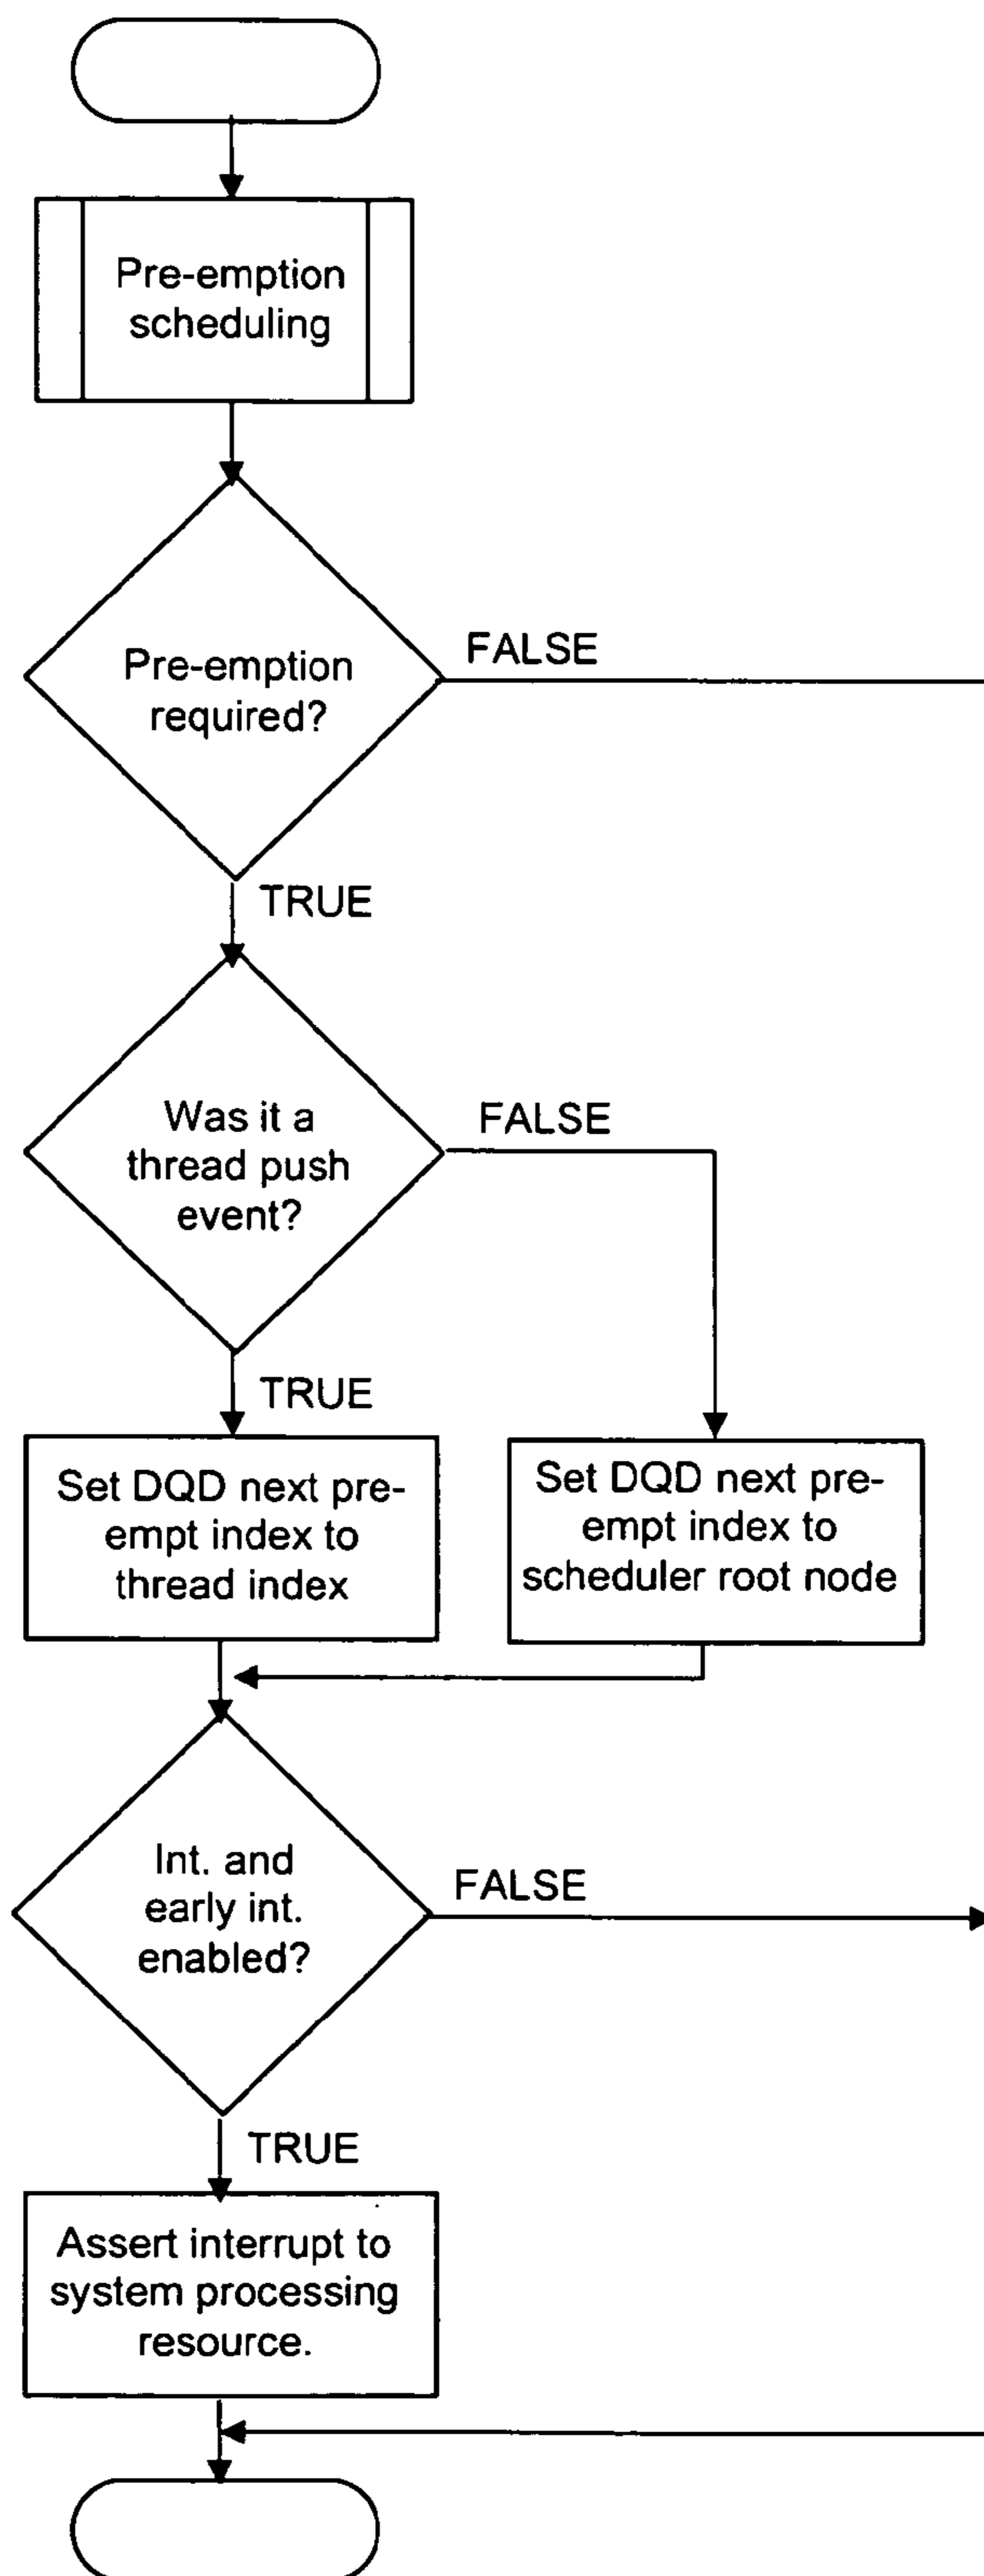 Pre-emption
scheduling
Pre-emption
required?
FALSE
TRUE
Was it a
thread push
event?
FALSE
TRUE
Set DQD next pre-
empt index to
thread index
Set DQD next pre-
empt index to
scheduler root node
Int. and
early int.
enabled?
FALSE
TRUE
Assert interrupt to
system processing
resource.